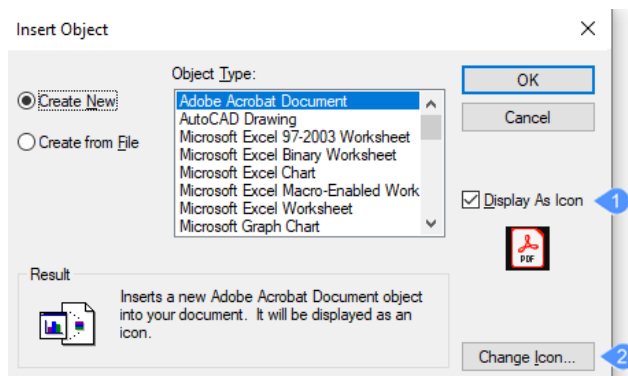 Insert Object
Object Type:
Create New
Create from File
Adobe Acrobat Document
AutoCAD Drawing
Microsoft Excel 97-2003 Worksheet
Microsoft Excel Binary Worksheet
Microsoft Excel Chart
Microsoft Excel Macro-Enabled Work
Microsoft Excel Worksheet
Microsoft Graph Chart
OK
Cancel
Display As Icon
1
PDF
Result
Inserts a new Adobe Acrobat Document object
into your document. It will be displayed as an
icon.
Change Icon...
2